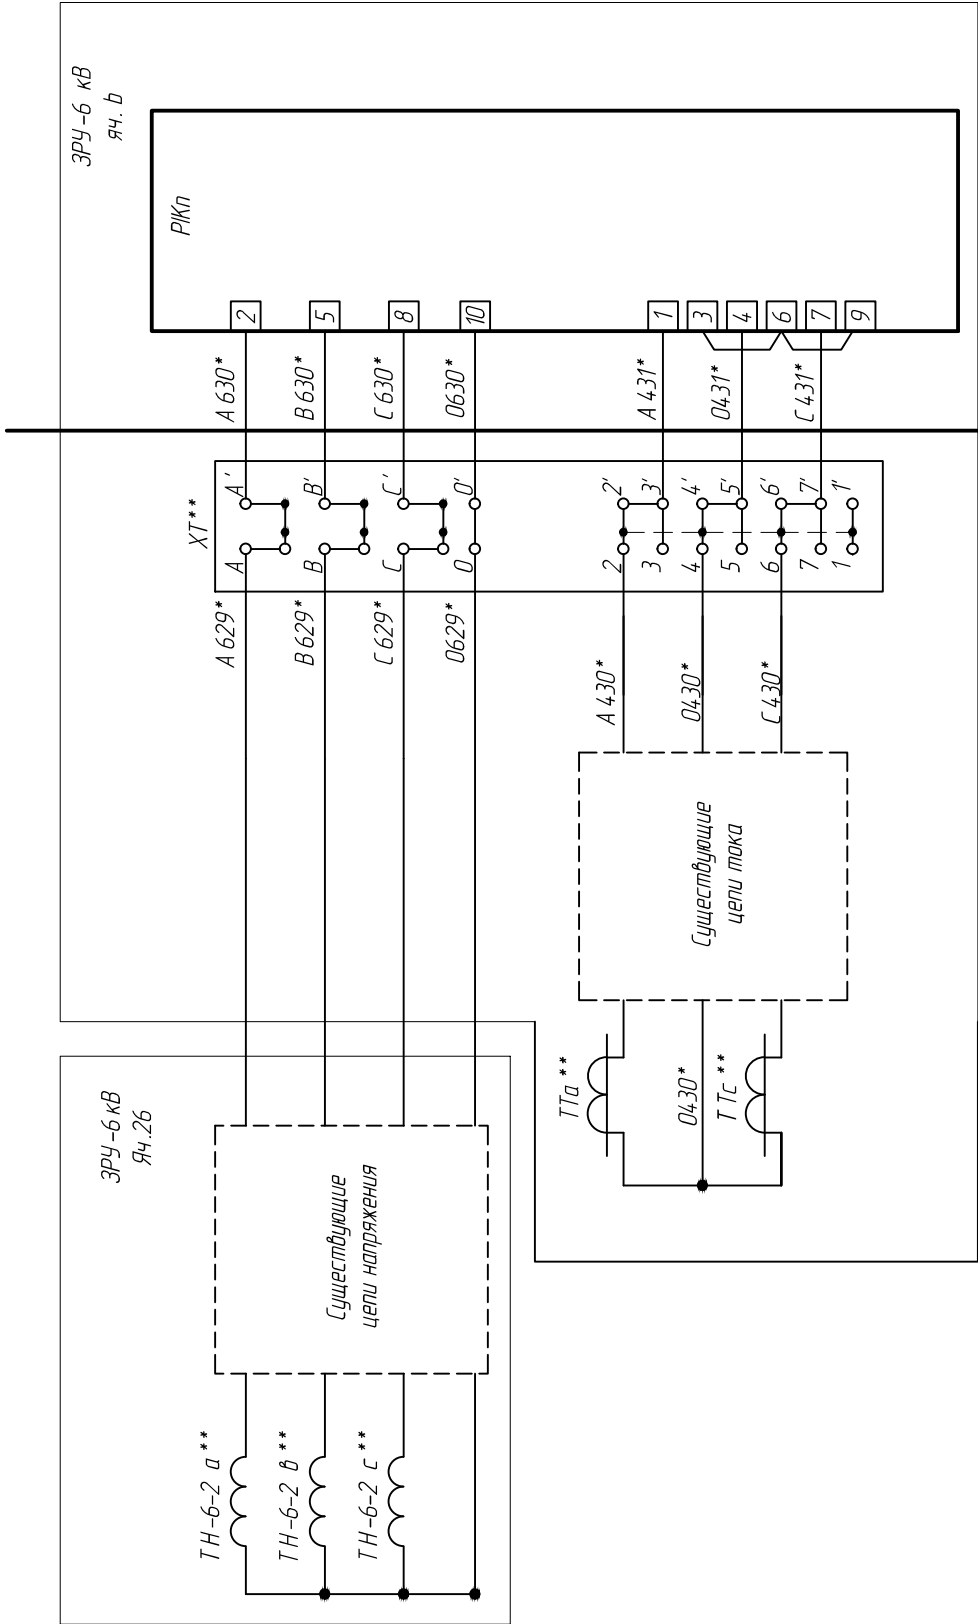 ЗРУ-6 кВ
яч. b
PIKп
2
5
8
10
1
3
4
6
7
9
A 630*
B 630*
C 630*
0630*
A 431*
0431*
C 431*
XT**
A'
B'
C'
0'
2'
3'
4'
5'
6'
7'
1'
A
B
C
0
2
3
4
5
6
7
1
A 629*
B 629*
C 629*
0629*
A 430*
0430*
C 430*
Существующие
цепи тока
ТТа **
0430*
ТТс **
ЗРУ-6 кВ
Яч.26
Существующие
цепи напряжения
ТН-6-2 а **
ТН-6-2 в **
ТН-6-2 с **